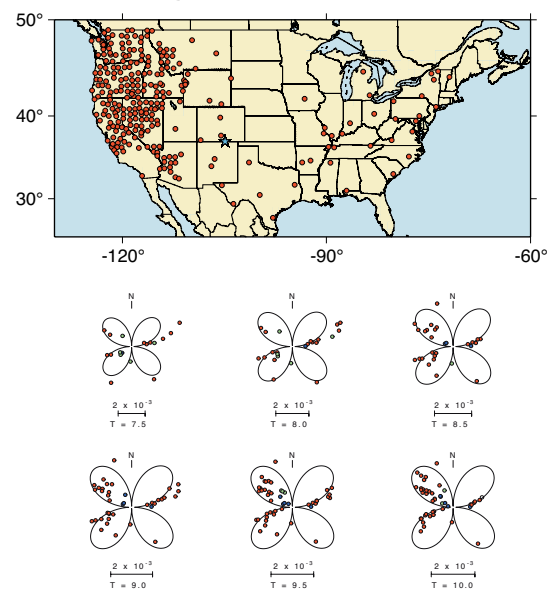 50°
40°
30°
-120° -90° -60°
N N N
2 x 10⁻³ 2 x 10⁻³ 2 x 10⁻³
T = 7.5 T = 8.0 T = 8.5
N N N
2 x 10⁻³ 2 x 10⁻³ 2 x 10⁻³
T = 9.0 T = 9.5 T = 10.0